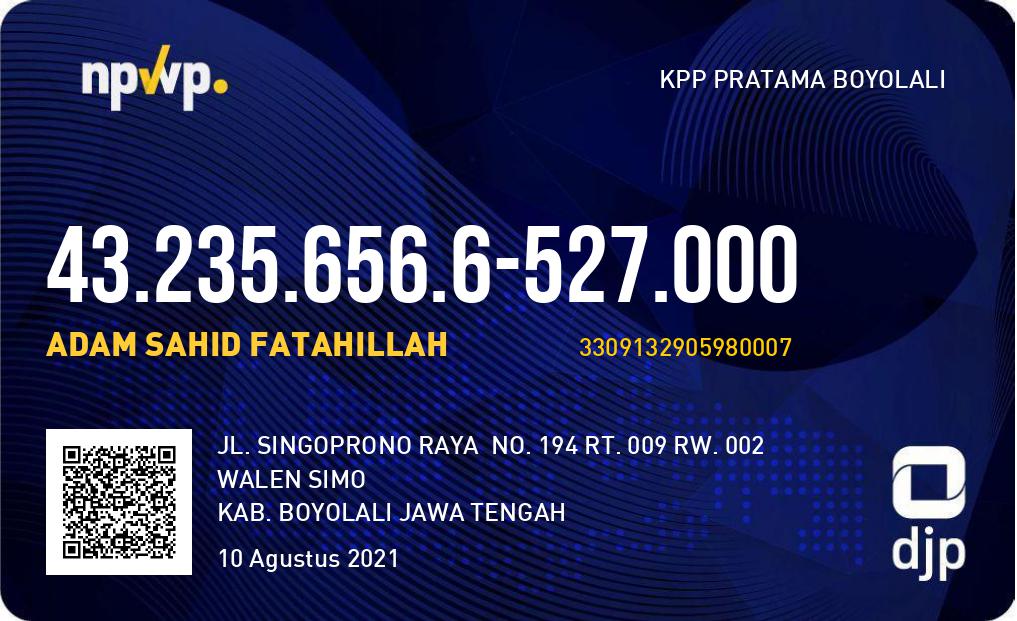 npwp.
KPP PRATAMA BOYOLALI
43.235.656.6-527.000
ADAM SAHID FATAHILLAH
3309132905980007
JL. SINGOPRONO RAYA  NO. 194 RT. 009 RW. 002
WALEN SIMO
KAB. BOYOLALI JAWA TENGAH
10 Agustus 2021
djp